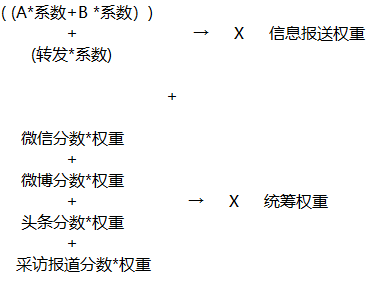 ( (A*系数+B *系数) )
+
(转发*系数)
→ X 信息报送权重
+
微信分数*权重
+
微博分数*权重
+
头条分数*权重
+
采访报道分数*权重
→ X 统筹权重